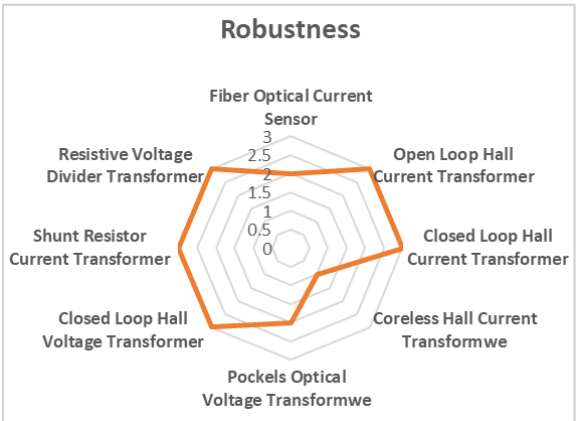 Robustness
Fiber Optical Current
Sensor
3
2.5
2
1.5
1
0.5
0
Open Loop Hall
Current Transformer
Closed Loop Hall
Current Transformer
Coreless Hall Current
Transformwe
Pockels Optical
Voltage Transformwe
Closed Loop Hall
Voltage Transformer
Shunt Resistor
Current Transformer
Resistive Voltage
Divider Transformer